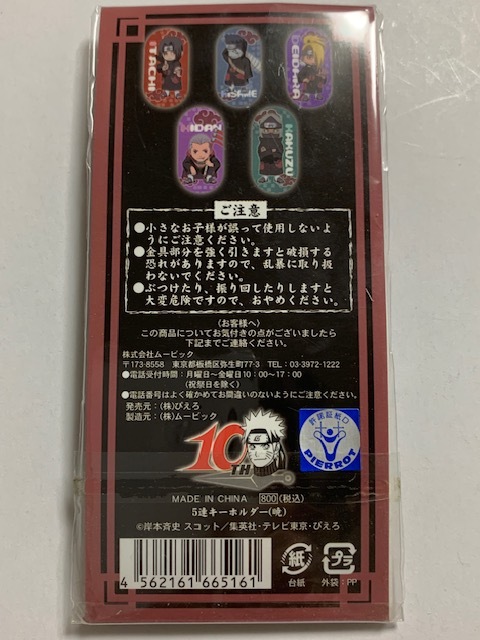 ITACHI
KISAME
DEIDARA
HIDAN
KAKUZU
ご注意
●小さなお子様が誤って使用しないよ
うにご注意ください。
●金具部分を強く引きますと破損する
恐れがありますので、乱暴に取り扱
わないでください。
●ぶつけたり、振り回したりしますと
大変危険ですので、おやめください。
〈お客様へ〉
この商品についてお気付きの点がございましたら
下記までご連絡ください。
株式会社ムービック
〒173-8558 東京都板橋区弥生町77-3 TEL:03-3972-1222
●電話受付時間:月曜日〜金曜日10:00〜17:00
(祝祭日を除く)
●電話番号はよく確かめてお間違いのないようにご注意ください。
発売元:(株)ぴえろ
製造元:(株)ムービック
10TH
許諾証紙
PIERROT
MADE IN CHINA 800(税込)
5連キーホルダー(暁)
©岸本斉史 スコット/集英社・テレビ東京・ぴえろ
4 562161 665161
紙
台紙
プラ
外袋:PP